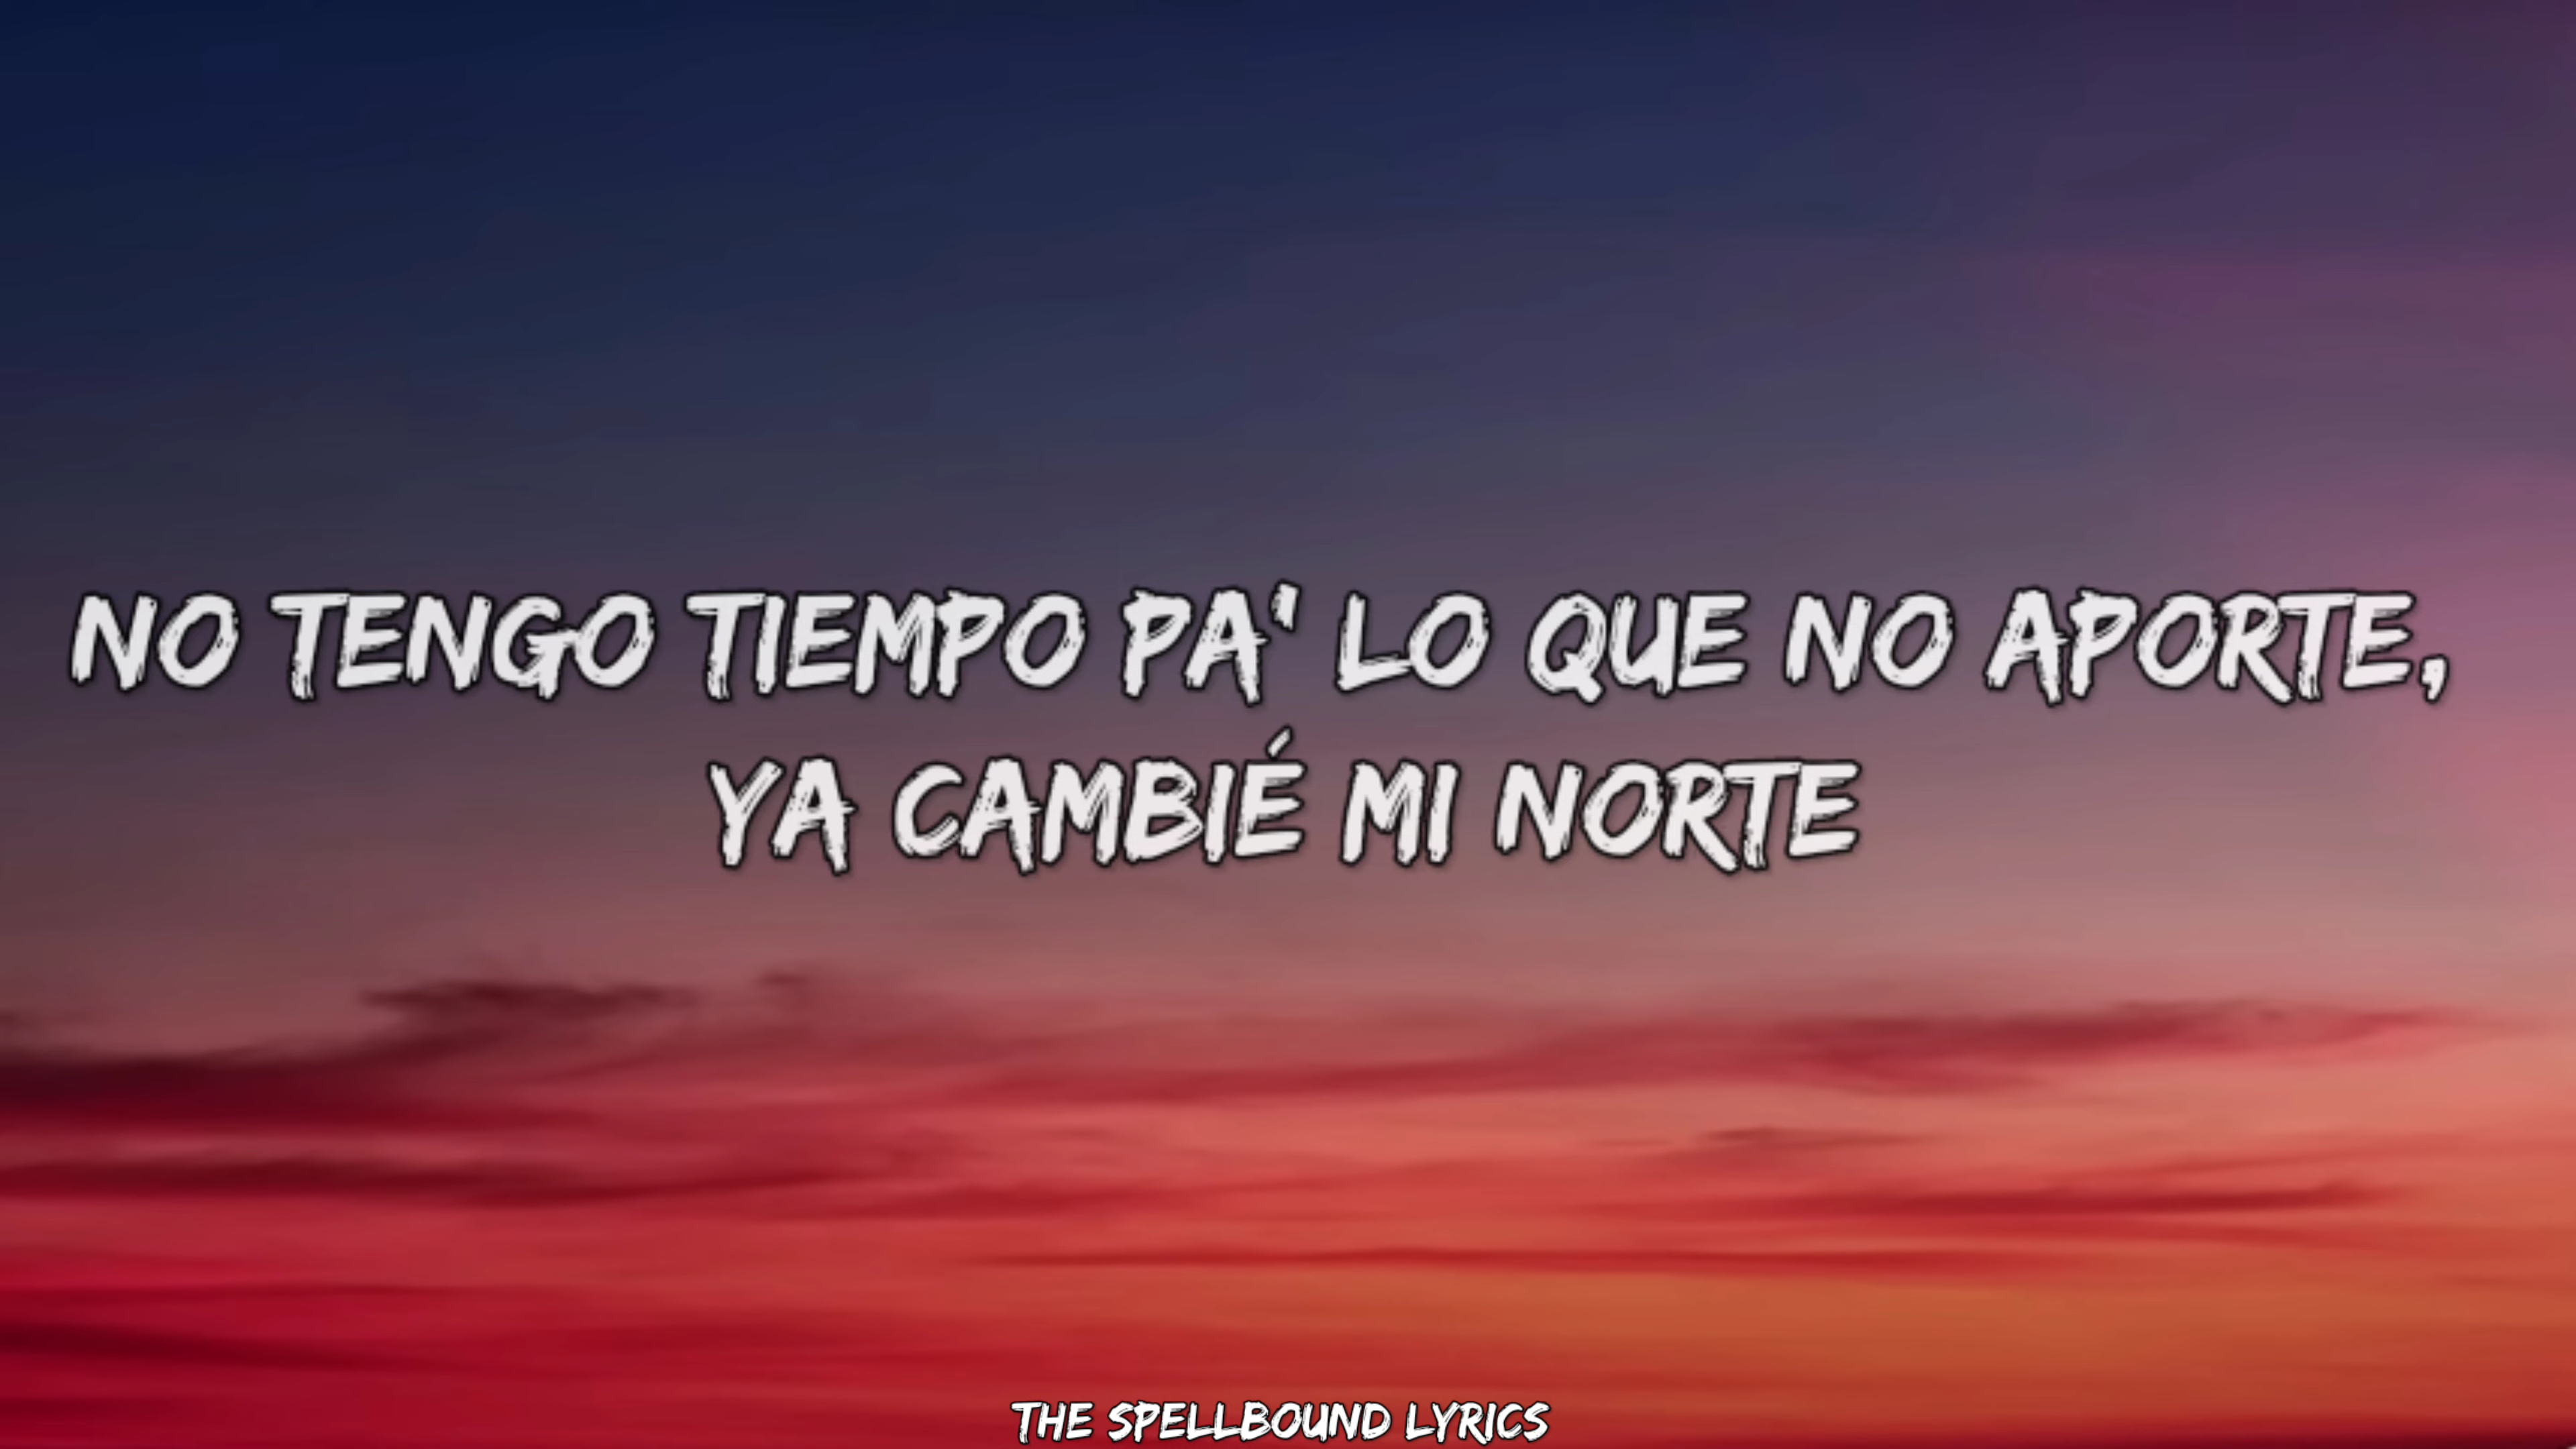 NO TENGO TIEMPO PA' LO QUE NO APORTE,
YA CAMBIÉ MI NORTE
THE SPELLBOUND LYRICS